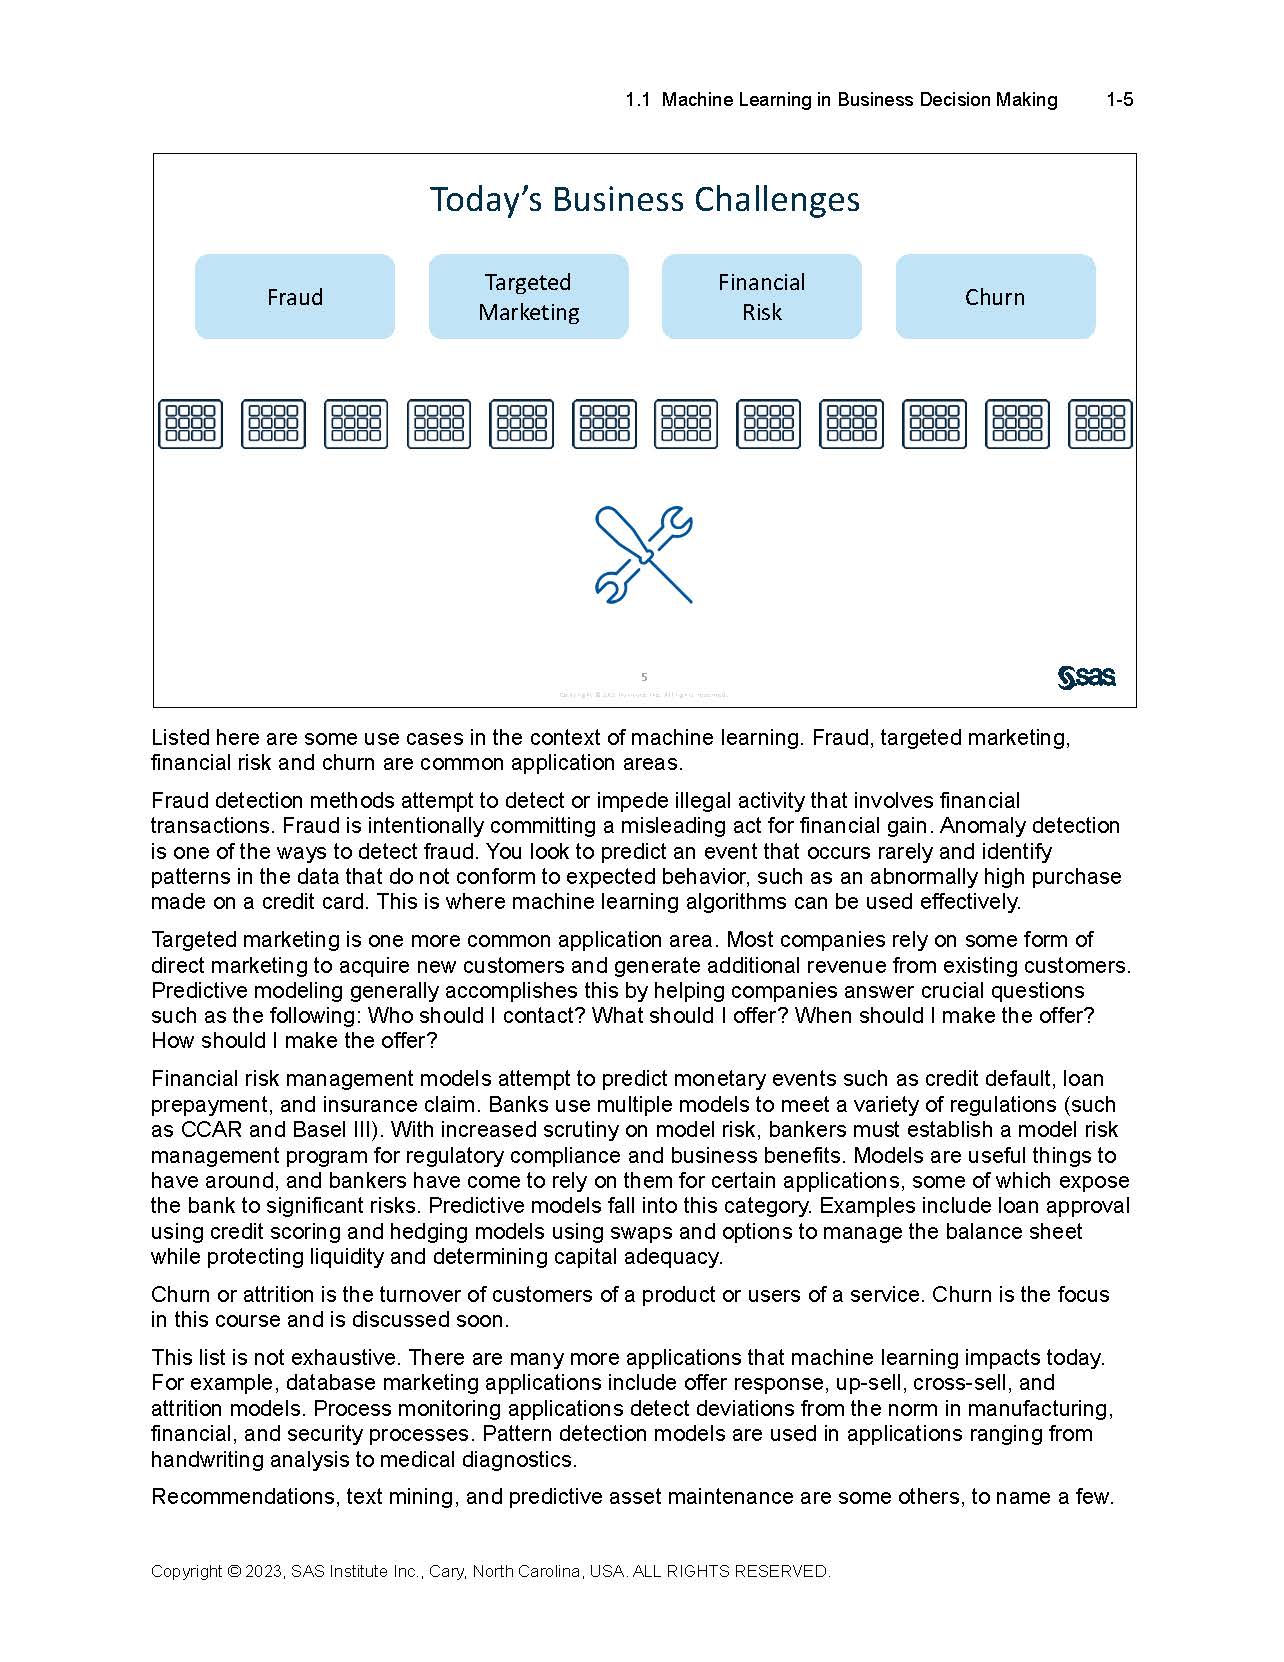 1.1 Machine Learning in Business Decision Making 1-5
Today’s Business Challenges
Fraud
Targeted
Marketing
Financial
Risk
Churn
5
sas
Listed here are some use cases in the context of machine learning. Fraud, targeted marketing,
financial risk and churn are common application areas.
Fraud detection methods attempt to detect or impede illegal activity that involves financial
transactions. Fraud is intentionally committing a misleading act for financial gain. Anomaly detection
is one of the ways to detect fraud. You look to predict an event that occurs rarely and identify
patterns in the data that do not conform to expected behavior, such as an abnormally high purchase
made on a credit card. This is where machine learning algorithms can be used effectively.
Targeted marketing is one more common application area. Most companies rely on some form of
direct marketing to acquire new customers and generate additional revenue from existing customers.
Predictive modeling generally accomplishes this by helping companies answer crucial questions
such as the following: Who should I contact? What should I offer? When should I make the offer?
How should I make the offer?
Financial risk management models attempt to predict monetary events such as credit default, loan
prepayment, and insurance claim. Banks use multiple models to meet a variety of regulations (such
as CCAR and Basel III). With increased scrutiny on model risk, bankers must establish a model risk
management program for regulatory compliance and business benefits. Models are useful things to
have around, and bankers have come to rely on them for certain applications, some of which expose
the bank to significant risks. Predictive models fall into this category. Examples include loan approval
using credit scoring and hedging models using swaps and options to manage the balance sheet
while protecting liquidity and determining capital adequacy.
Churn or attrition is the turnover of customers of a product or users of a service. Churn is the focus
in this course and is discussed soon.
This list is not exhaustive. There are many more applications that machine learning impacts today.
For example, database marketing applications include offer response, up-sell, cross-sell, and
attrition models. Process monitoring applications detect deviations from the norm in manufacturing,
financial, and security processes. Pattern detection models are used in applications ranging from
handwriting analysis to medical diagnostics.
Recommendations, text mining, and predictive asset maintenance are some others, to name a few.
Copyright © 2023, SAS Institute Inc., Cary, North Carolina, USA. ALL RIGHTS RESERVED.